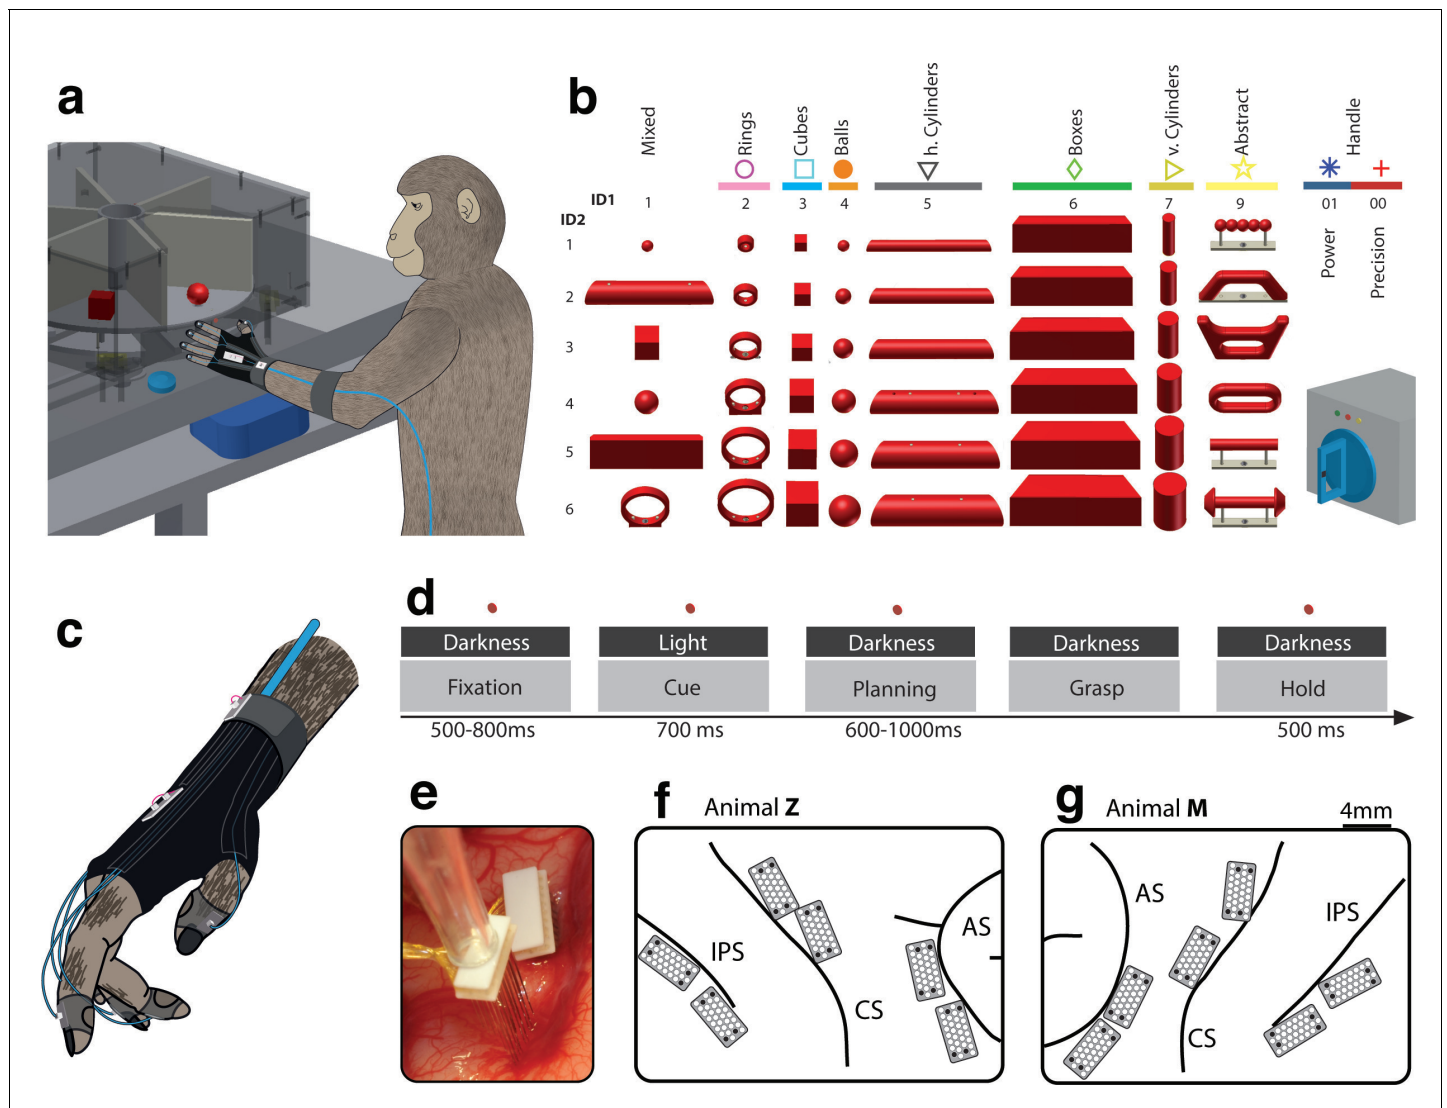 a
b
Mixed
Rings
Cubes
Balls
h. Cylinders
Boxes
v. Cylinders
Abstract
Handle
ID1 1 2 3 4 5 6 7 9 01 00
ID2
Power
Precision
1
2
3
4
5
6
c
d
Darkness Light Darkness Darkness Darkness
Fixation Cue Planning Grasp Hold
500-800ms 700 ms 600-1000ms 500 ms
e
f Animal Z
IPS
CS
AS
g Animal M 4mm
AS
IPS
CS